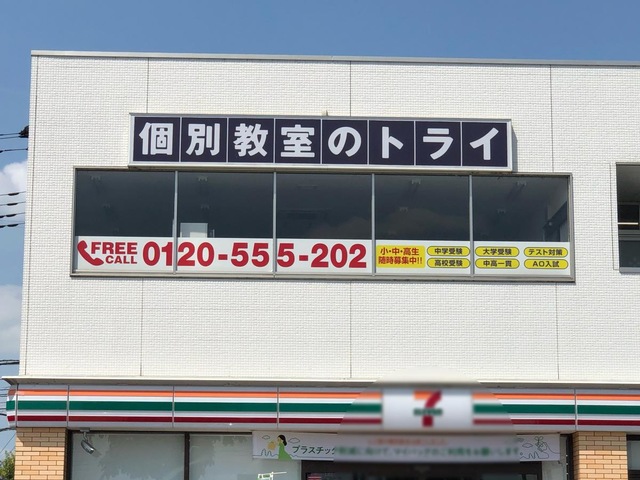 個別教室のトライ
FREE CALL 0120-555-202
小・中・高生
随時募集中!!
中学受験 大学受験 テスト対策
高校受験 中高一貫 AO入試
7
プラスチック